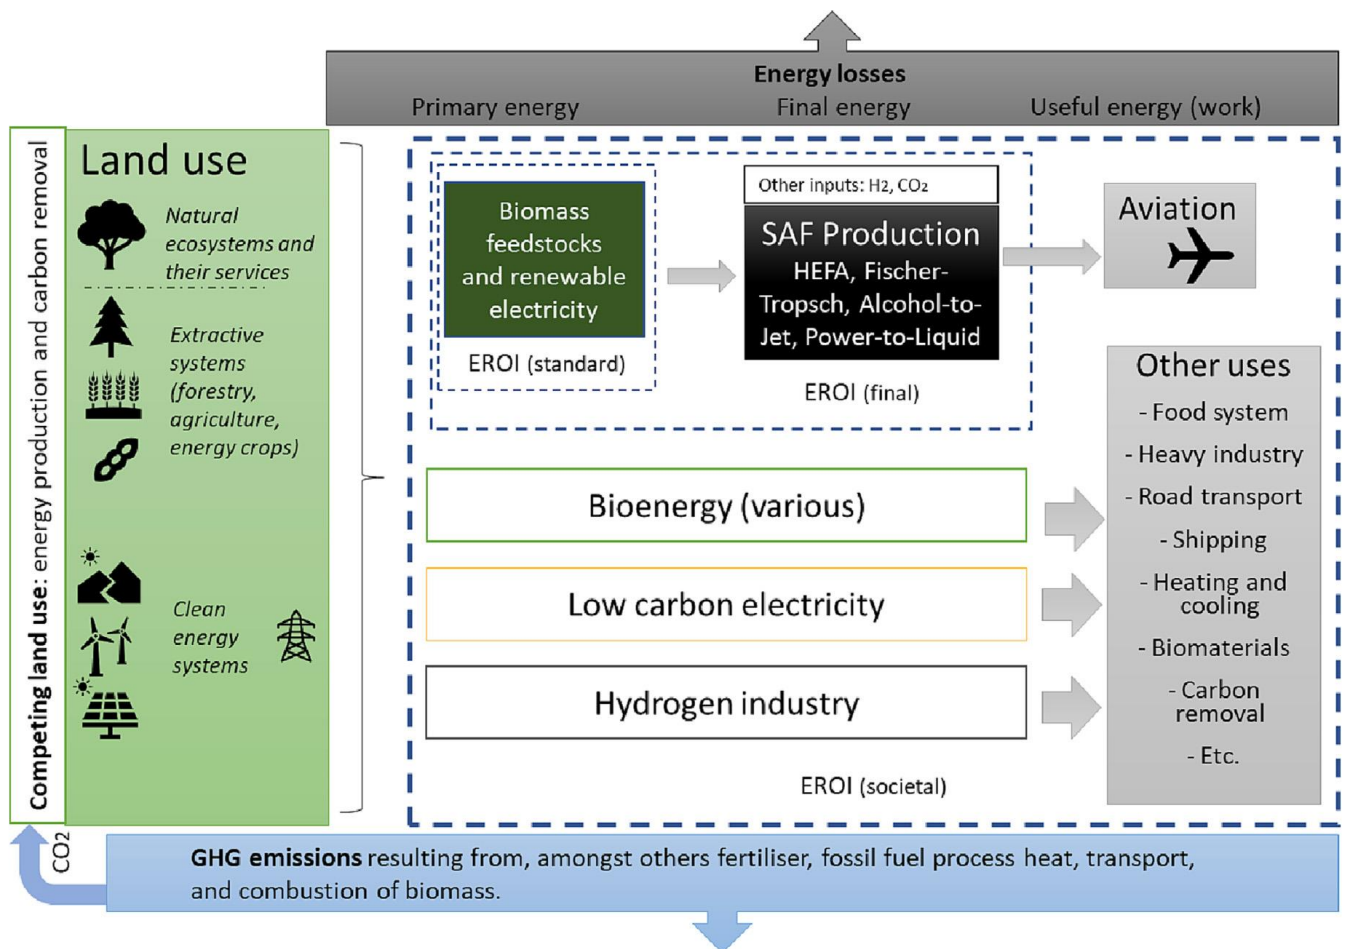 Energy losses
Primary energy
Final energy
Useful energy (work)
Competing land use: energy production and carbon removal
Land use
Natural
ecosystems and
their services
Extractive
systems
(forestry,
agriculture,
energy crops)
Clean
energy
systems
Biomass
feedstocks
and renewable
electricity
EROI (standard)
Other inputs: H2, CO2
SAF Production
HEFA, Fischer-
Tropsch, Alcohol-to-
Jet, Power-to-Liquid
EROI (final)
Aviation
Bioenergy (various)
Low carbon electricity
Hydrogen industry
EROI (societal)
Other uses
- Food system
- Heavy industry
- Road transport
- Shipping
- Heating and
cooling
- Biomaterials
- Carbon
removal
- Etc.
CO2
GHG emissions resulting from, amongst others fertiliser, fossil fuel process heat, transport,
and combustion of biomass.